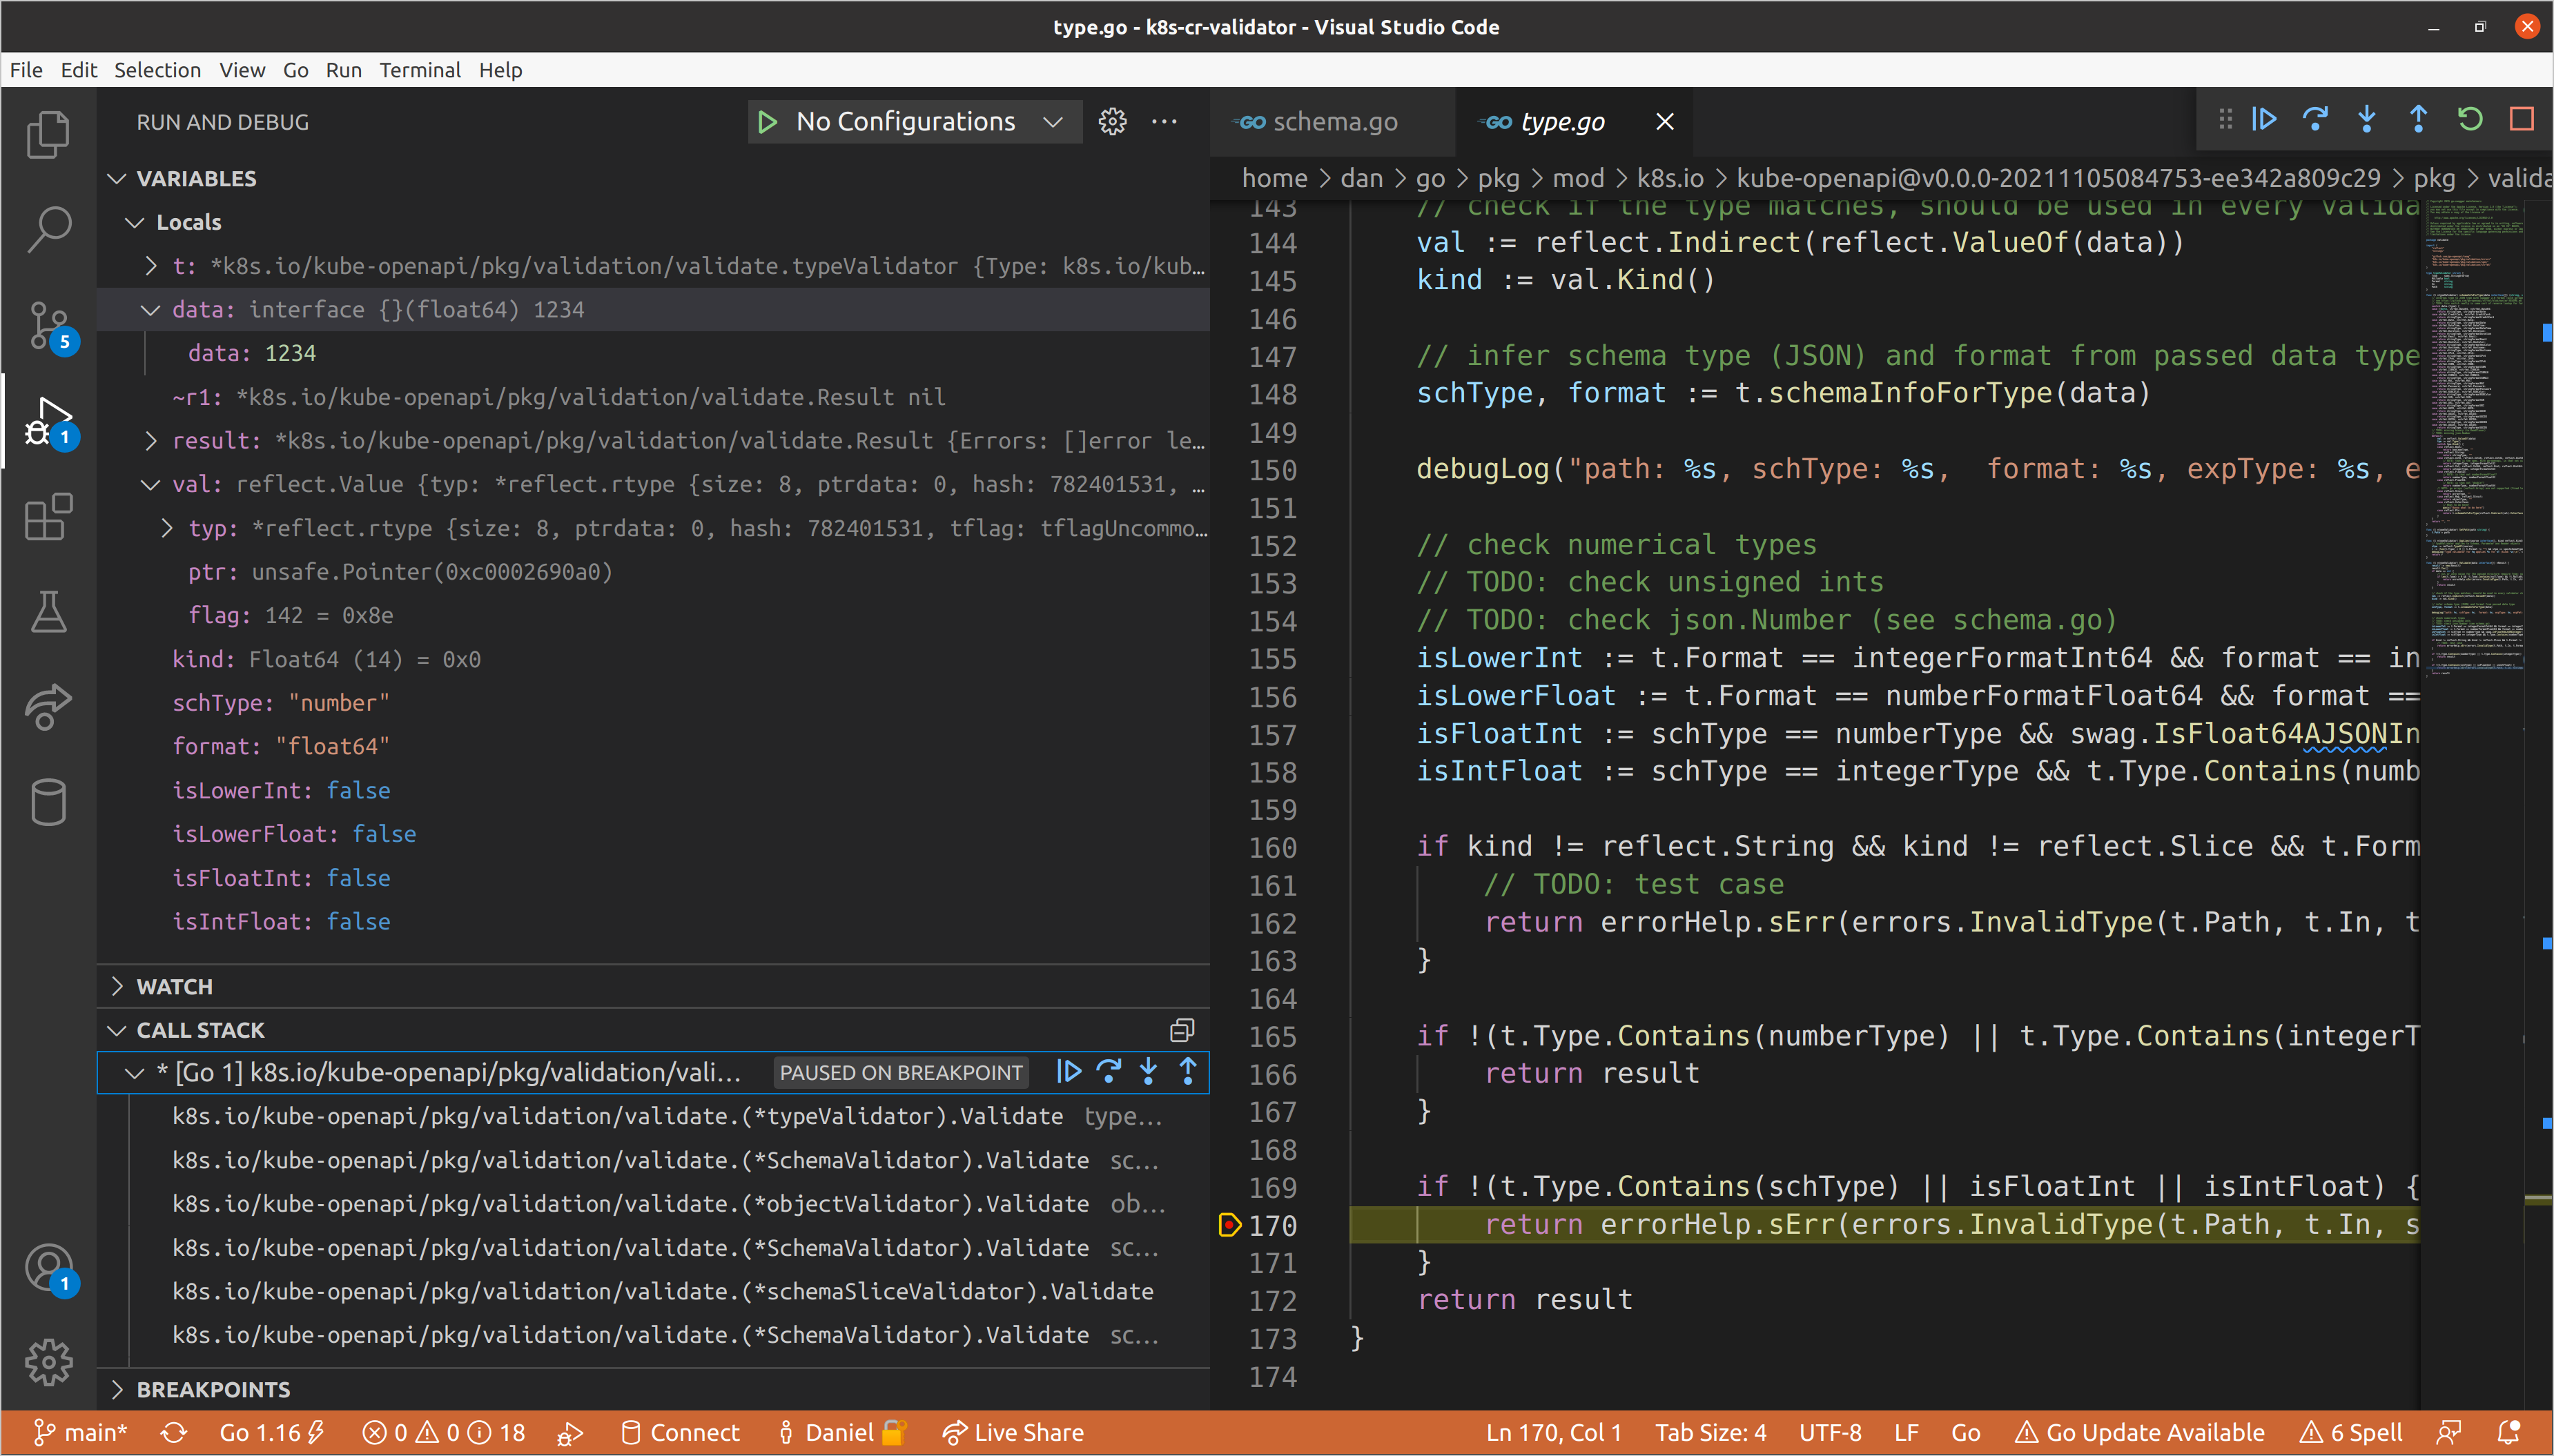 type.go - k8s-cr-validator - Visual Studio Code
File Edit Selection View Go Run Terminal Help
RUN AND DEBUG
No Configurations
VARIABLES
Locals
t: *k8s.io/kube-openapi/pkg/validation/validate.typeValidator {Type: k8s.io/kub…
data: interface {}(float64) 1234
data: 1234
~r1: *k8s.io/kube-openapi/pkg/validation/validate.Result nil
result: *k8s.io/kube-openapi/pkg/validation/validate.Result {Errors: []error le…
val: reflect.Value {typ: *reflect.rtype {size: 8, ptrdata: 0, hash: 782401531, …
typ: *reflect.rtype {size: 8, ptrdata: 0, hash: 782401531, tflag: tflagUncommo…
ptr: unsafe.Pointer(0xc0002690a0)
flag: 142 = 0x8e
kind: Float64 (14) = 0x0
schType: "number"
format: "float64"
isLowerInt: false
isLowerFloat: false
isFloatInt: false
isIntFloat: false
WATCH
CALL STACK
* [Go 1] k8s.io/kube-openapi/pkg/validation/vali… PAUSED ON BREAKPOINT
k8s.io/kube-openapi/pkg/validation/validate.(*typeValidator).Validate type…
k8s.io/kube-openapi/pkg/validation/validate.(*SchemaValidator).Validate sc…
k8s.io/kube-openapi/pkg/validation/validate.(*objectValidator).Validate ob…
k8s.io/kube-openapi/pkg/validation/validate.(*SchemaValidator).Validate sc…
k8s.io/kube-openapi/pkg/validation/validate.(*schemaSliceValidator).Validate
k8s.io/kube-openapi/pkg/validation/validate.(*SchemaValidator).Validate sc…
BREAKPOINTS
5
1
1
GO schema.go GO type.go
home > dan > go > pkg > mod > k8s.io > kube-openapi@v0.0.0-20211105084753-ee342a809c29 > pkg > valida
143 // check if the type matches, should be used in every valida
144 val := reflect.Indirect(reflect.ValueOf(data))
145 kind := val.Kind()
146
147 // infer schema type (JSON) and format from passed data type
148 schType, format := t.schemaInfoForType(data)
149
150 debugLog("path: %s, schType: %s,  format: %s, expType: %s, e
151
152 // check numerical types
153 // TODO: check unsigned ints
154 // TODO: check json.Number (see schema.go)
155 isLowerInt := t.Format == integerFormatInt64 && format == in
156 isLowerFloat := t.Format == numberFormatFloat64 && format ==
157 isFloatInt := schType == numberType && swag.IsFloat64AJSONIn
158 isIntFloat := schType == integerType && t.Type.Contains(numb
159
160 if kind != reflect.String && kind != reflect.Slice && t.Form
161 // TODO: test case
162 return errorHelp.sErr(errors.InvalidType(t.Path, t.In, t
163 }
164
165 if !(t.Type.Contains(numberType) || t.Type.Contains(integerT
166 return result
167 }
168
169 if !(t.Type.Contains(schType) || isFloatInt || isIntFloat) {
170 return errorHelp.sErr(errors.InvalidType(t.Path, t.In, s
171 }
172 return result
173 }
174
main* Go 1.16 0 0 18 Connect Daniel Live Share Ln 170, Col 1 Tab Size: 4 UTF-8 LF Go Go Update Available 6 Spell